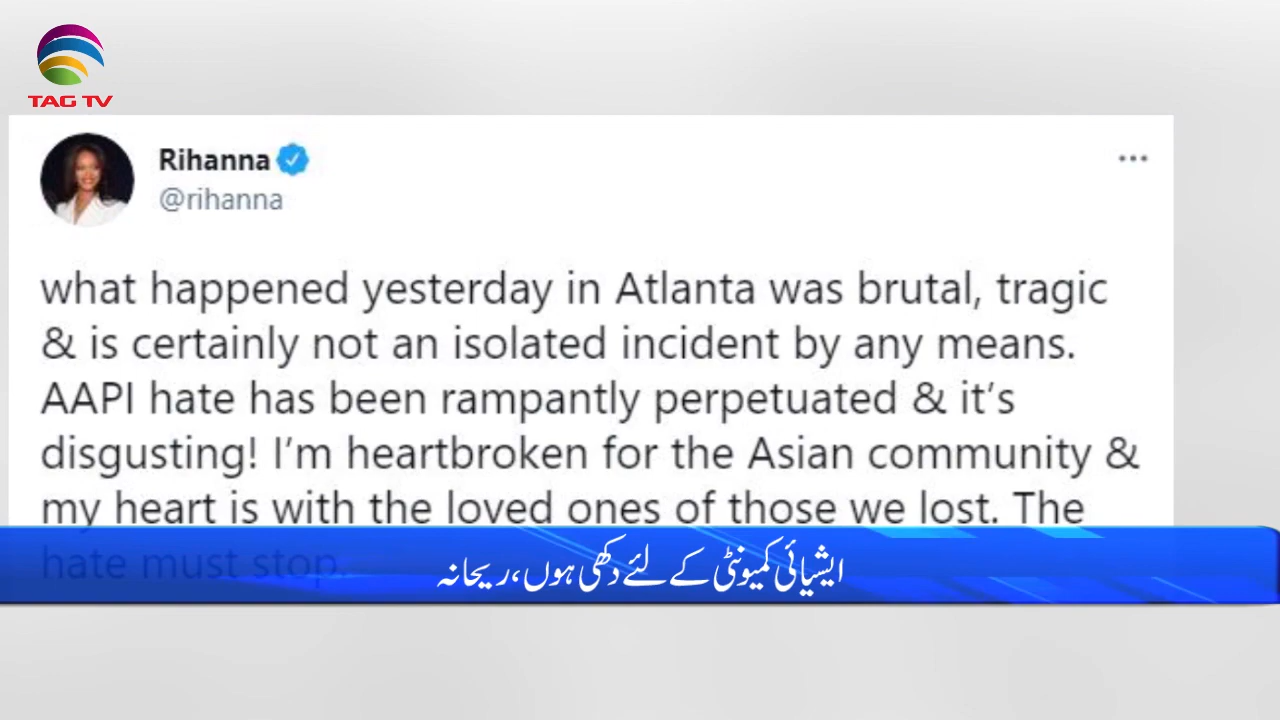 TAG TV
Rihanna
@rihanna
what happened yesterday in Atlanta was brutal, tragic
& is certainly not an isolated incident by any means.
AAPI hate has been rampantly perpetuated & it's
disgusting! I'm heartbroken for the Asian community &
my heart is with the loved ones of those we lost. The
hate must stop.
ایشیائی کمیونٹی کے لئے دکھی ہوں، ریحانہ